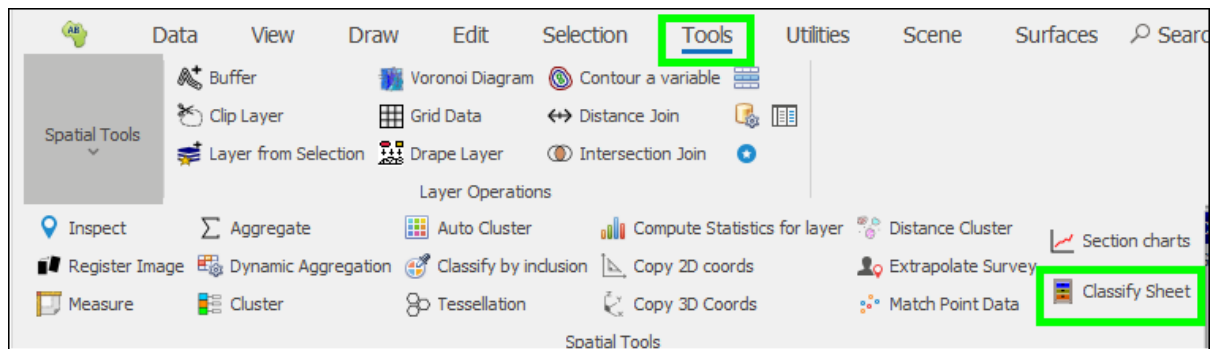 AB Data View Draw Edit Selection Tools Utilities Scene Surfaces Searc
Buffer Voronoi Diagram Contour a variable
Clip Layer Grid Data Distance Join
Spatial Tools
Layer from Selection Drape Layer Intersection Join
Layer Operations
Inspect Aggregate Auto Cluster Compute Statistics for layer Distance Cluster
Section charts
Register Image Dynamic Aggregation Classify by inclusion Copy 2D coords Extrapolate Survey
Classify Sheet
Measure Cluster Tessellation Copy 3D Coords Match Point Data
Spatial Tools